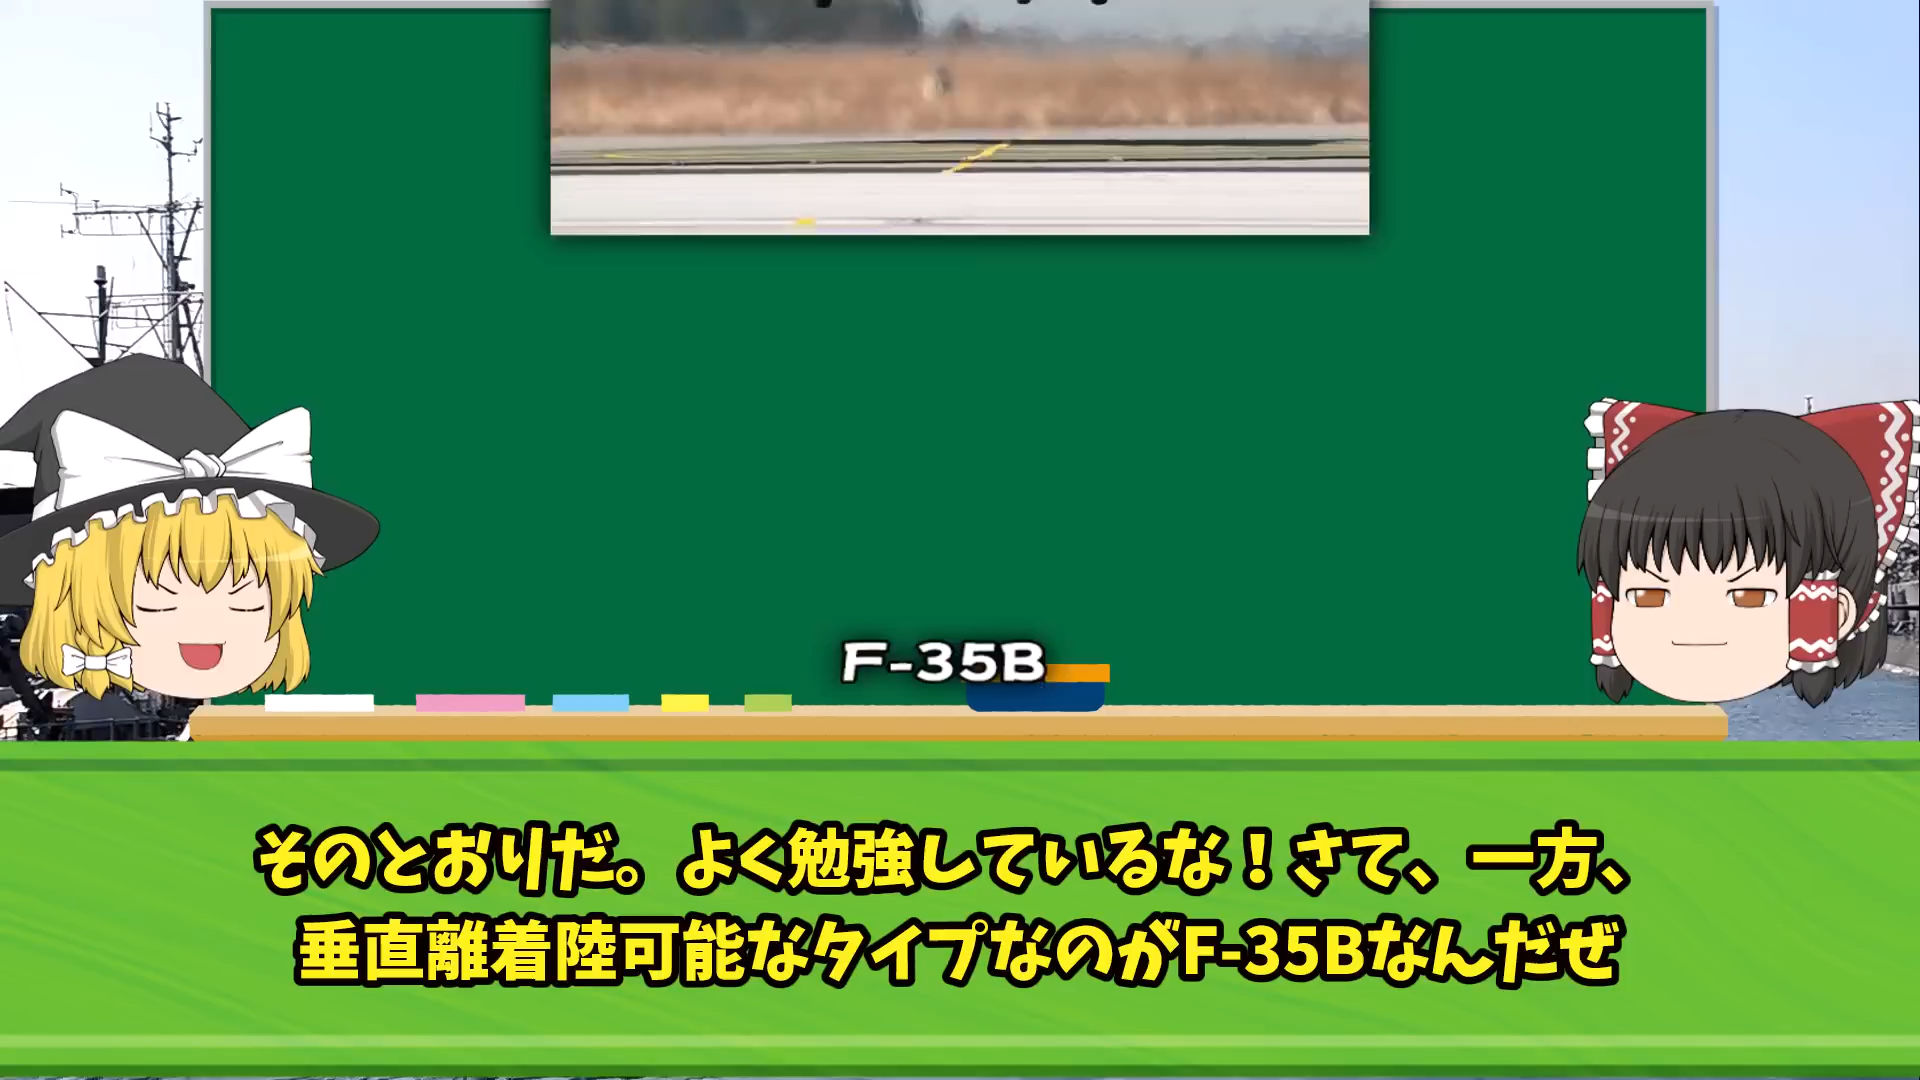 F-35B
そのとおりだ。よく勉強しているな！さて、一方、
垂直離着陸可能なタイプなのがF-35Bなんだぜ